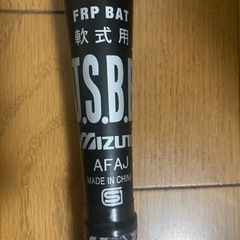 FRP BAT
軟式用
.S.B.
MIZUNO
AFAJ
MADE IN CHINA
S